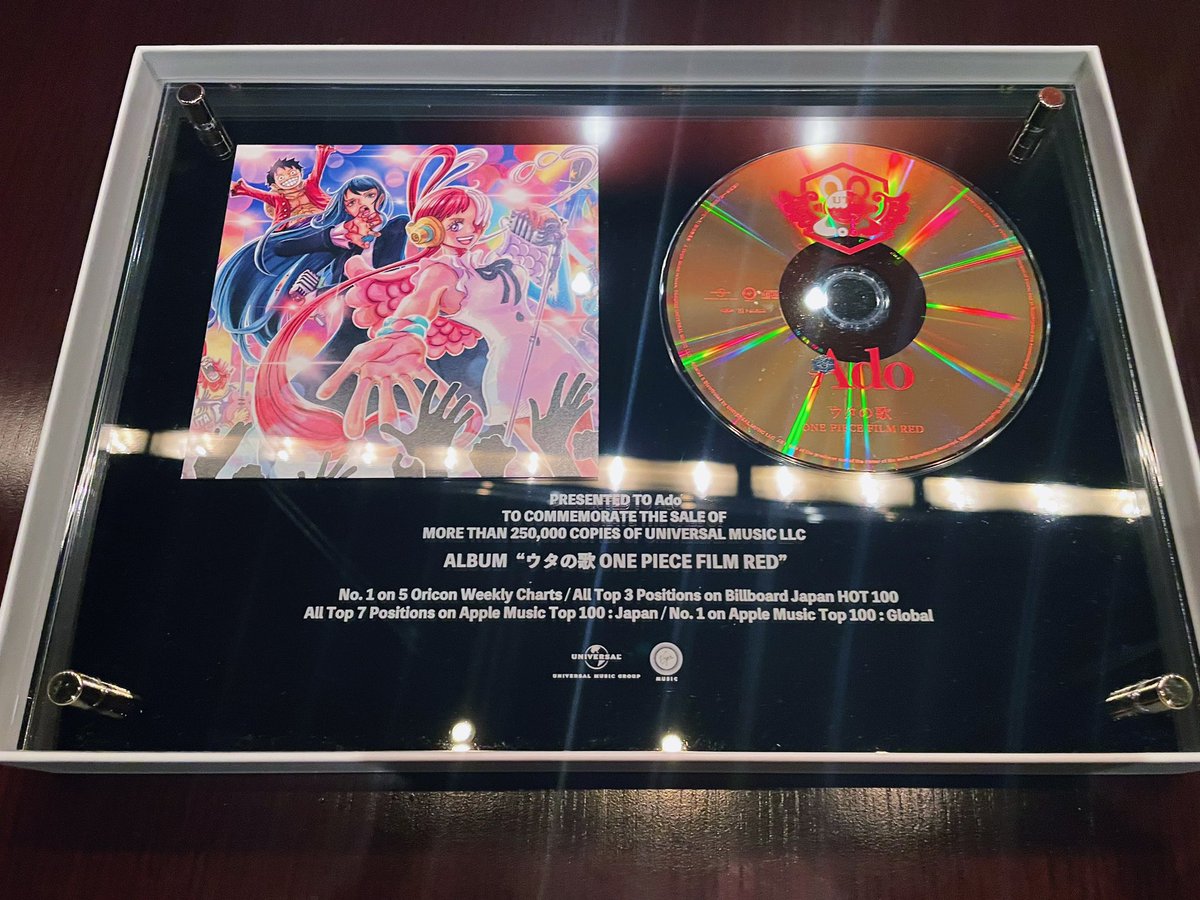 Ado
ウタの歌
ONE PIECE FILM RED
PRESENTED TO Ado
TO COMMEMORATE THE SALE OF
MORE THAN 250,000 COPIES OF UNIVERSAL MUSIC LLC
ALBUM “ウタの歌 ONE PIECE FILM RED”
No. 1 on 5 Oricon Weekly Charts / All Top 3 Positions on Billboard Japan HOT 100
All Top 7 Positions on Apple Music Top 100 : Japan / No. 1 on Apple Music Top 100 : Global
UNIVERSAL
UNIVERSAL MUSIC GROUP
Virgin
MUSIC